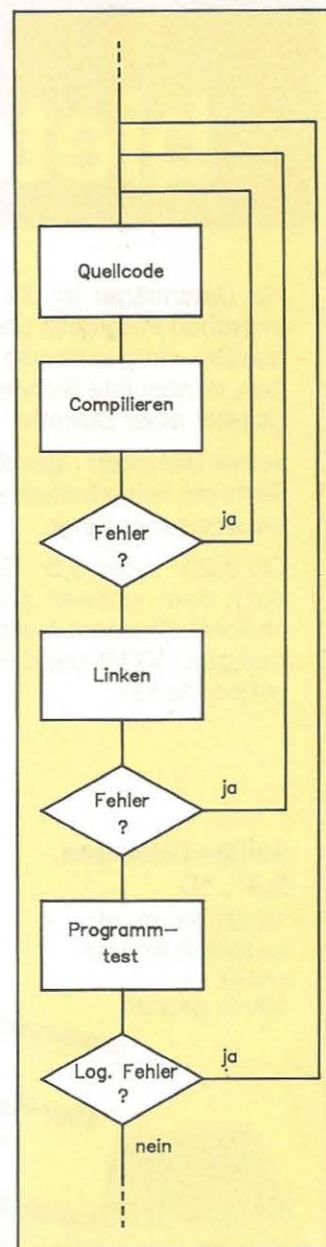 Quellcode
Compilieren
Fehler
?
ja
Linken
Fehler
?
ja
Programm-
test
Log. Fehler
?
ja
nein